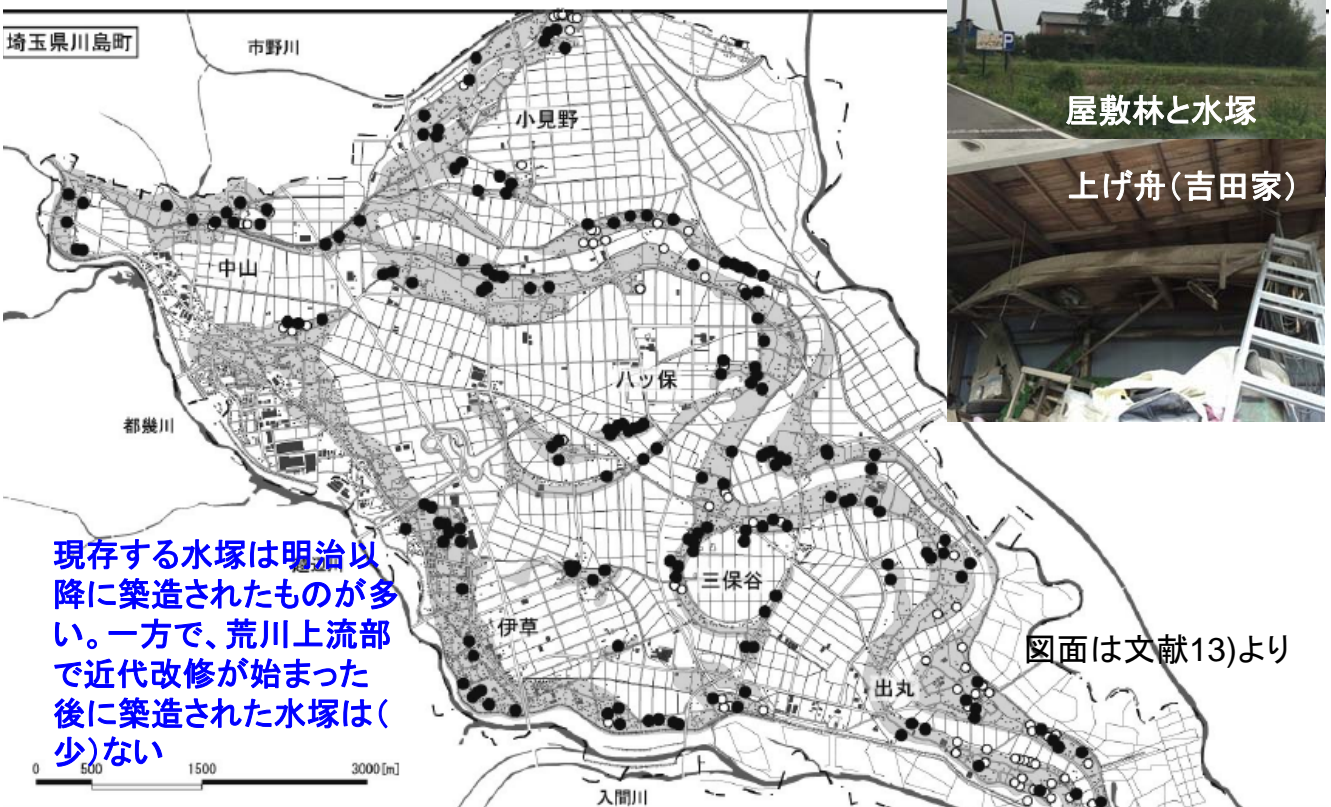 埼玉県川島町
市野川
小見野
中山
八ッ保
都幾川
三保谷
伊草
出丸
入間川
屋敷林と水塚
P
上げ舟(吉田家)
現存する水塚は明治以
降に築造されたものが多
い。一方で、荒川上流部
で近代改修が始まった
後に築造された水塚は(
少)ない
図面は文献13)より
0 500 1500 3000[m]